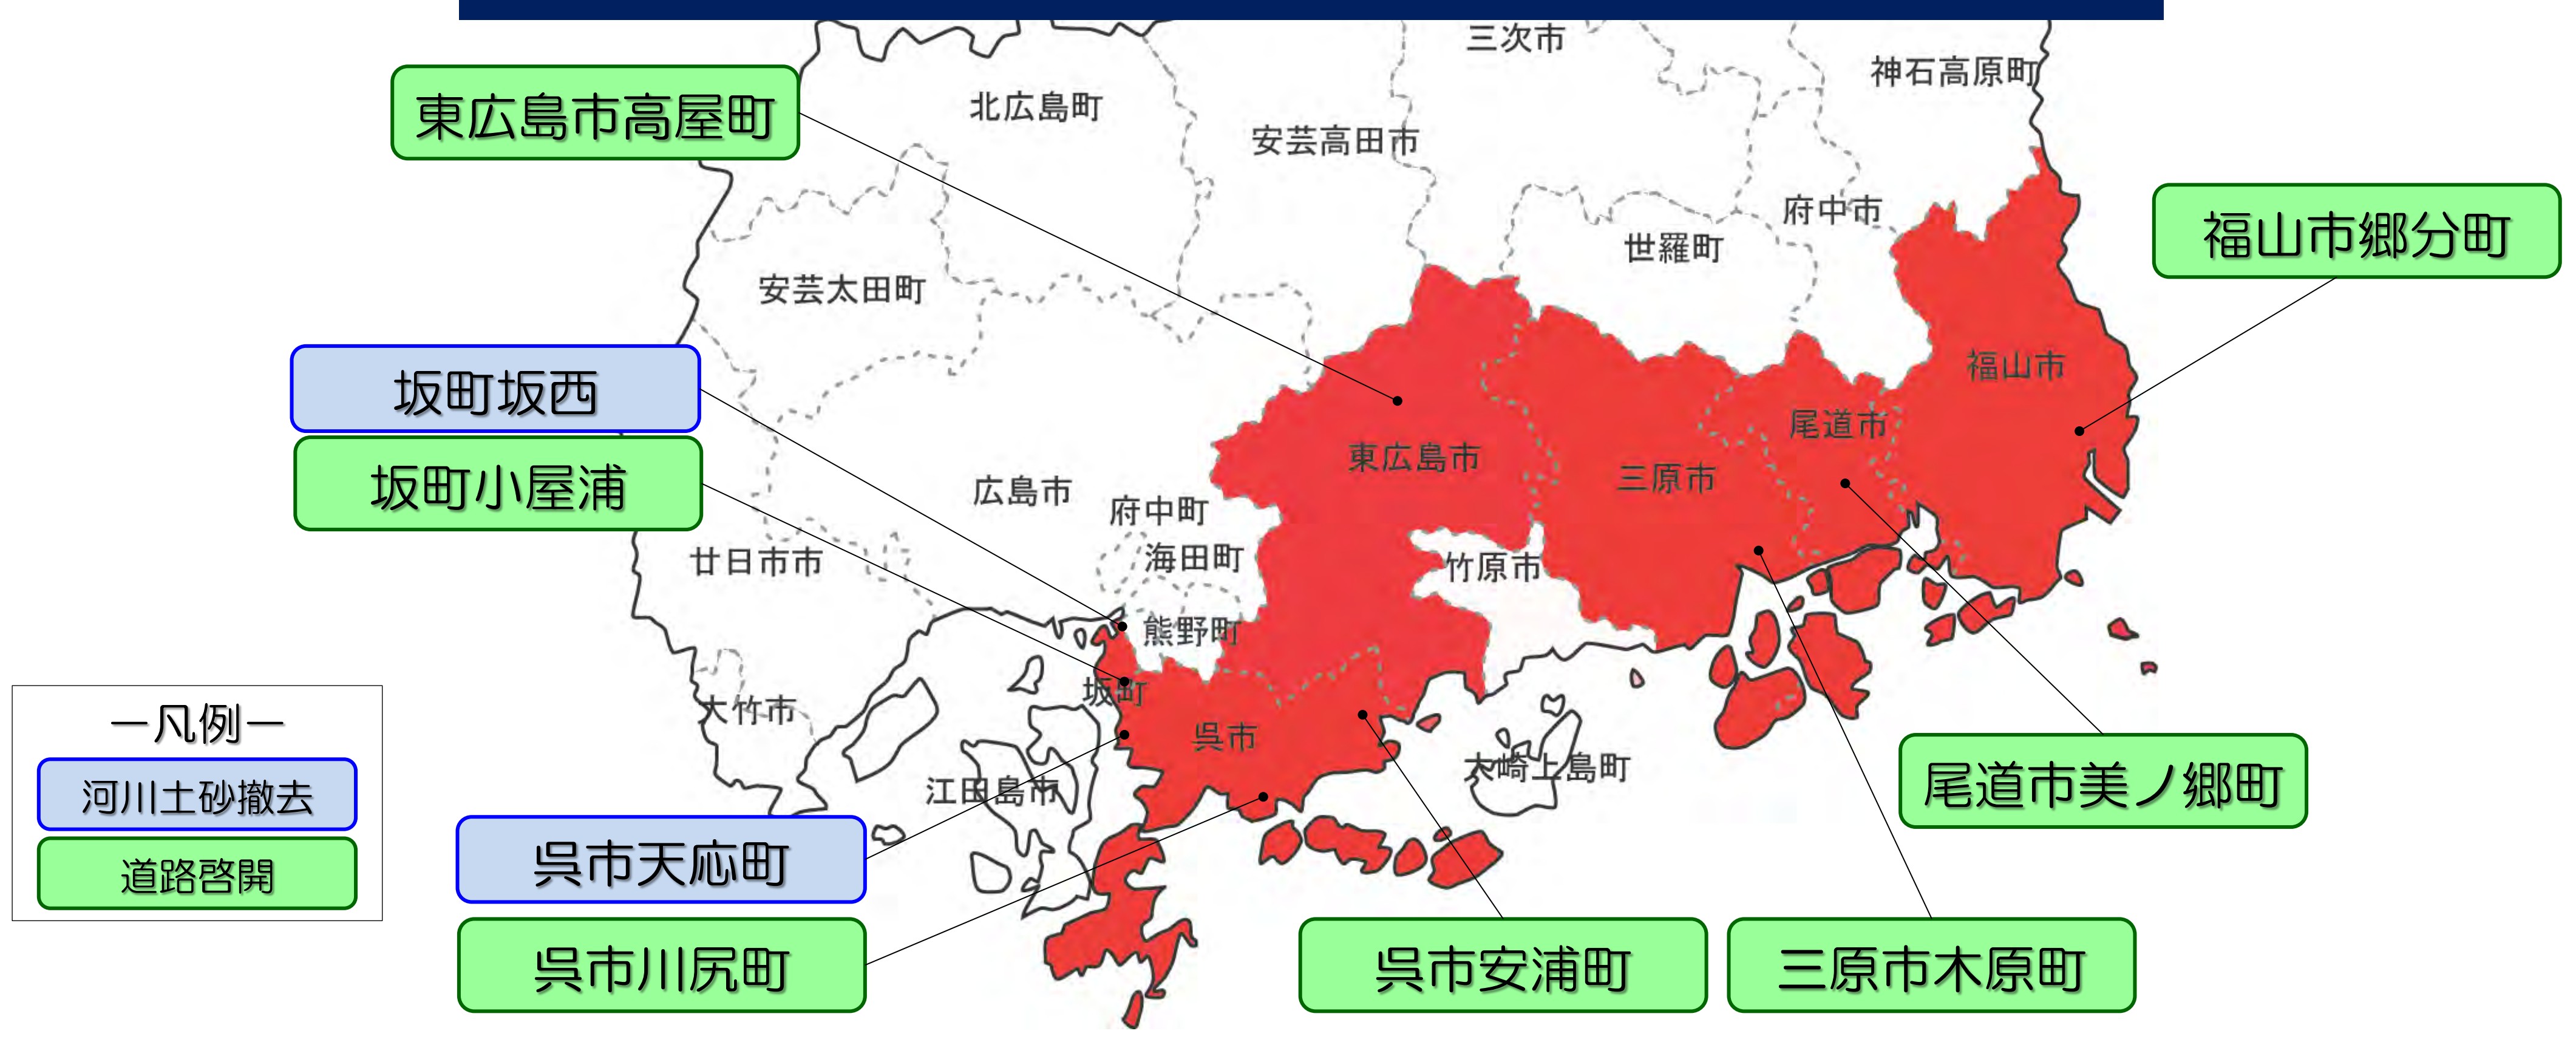 三次市
神石高原町
北広島町
東広島市高屋町
安芸高田市
府中市
福山市郷分町
世羅町
安芸太田町
福山市
坂町坂西
尾道市
東広島市
三原市
坂町小屋浦
広島市
府中町
海田町
廿日市市
竹原市
熊野町
坂町
大竹市
呉市
江田島市
大崎上島町
尾道市美ノ郷町
呉市天応町
呉市川尻町
呉市安浦町
三原市木原町
ー凡例ー
河川土砂撤去
道路啓開